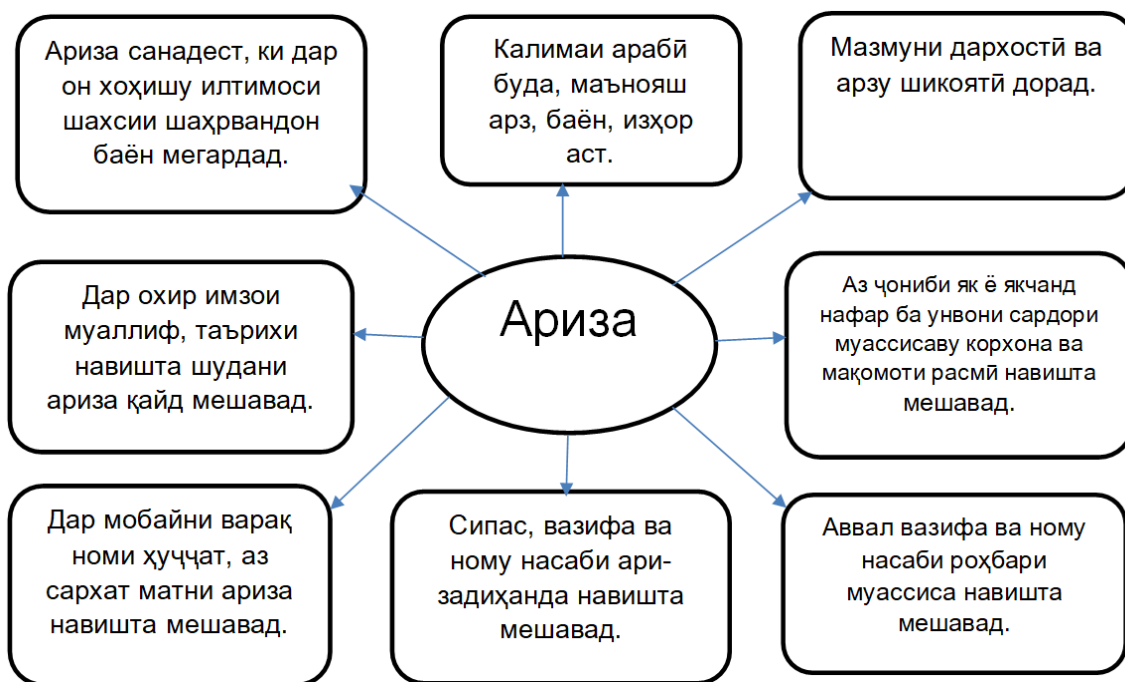 Ариза санадест, ки дар
он хоҳишу илтимоси
шахсии шаҳрвандон
баён мегардад.
Калимаи арабӣ
буда, маънояш
арз, баён, изҳор
аст.
Мазмуни дархостӣ ва
арзу шикоятӣ дорад.
Дар охир имзои
муаллиф, таърихи
навишта шудани
ариза қайд мешавад.
Ариза
Аз ҷониби як ё якчанд
нафар ба унвони сардори
муассисаву корхона ва
мақомоти расмӣ навишта
мешавад.
Дар мобайни варақ
номи ҳуҷҷат, аз
сархат матни ариза
навишта мешавад.
Сипас, вазифа ва
ному насаби ари-
задиҳанда навишта
мешавад.
Аввал вазифа ва ному
насаби роҳбари
муассиса навишта
мешавад.